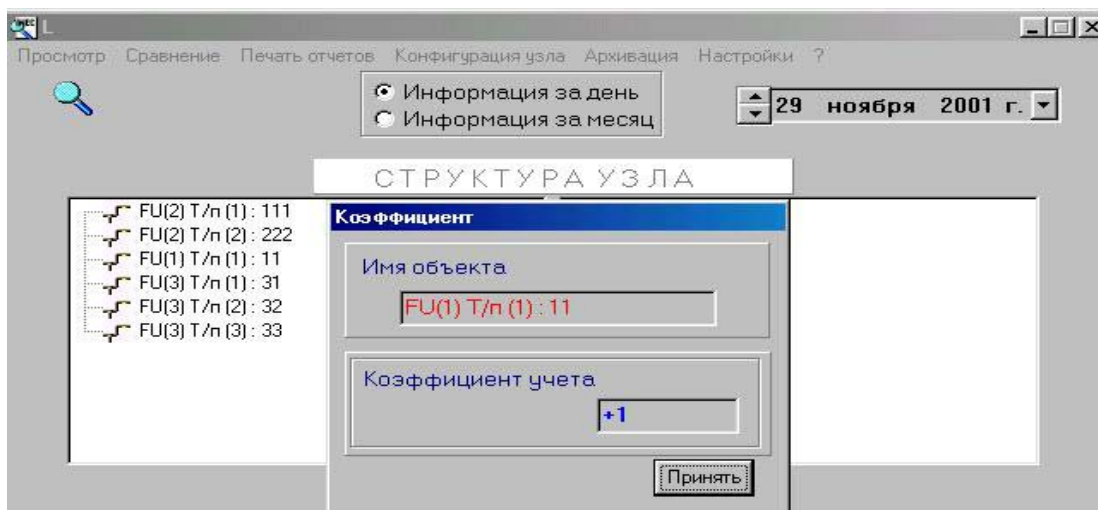 L
Просмотр Сравнение Печать отчетов Конфигурация узла Архивация Настройки ?
Информация за день
Информация за месяц
29 ноября 2001 г.
СТРУКТУРА УЗЛА
FU(2) Т/п (1) : 111
FU(2) Т/п (2) : 222
FU(1) Т/п (1) : 11
FU(3) Т/п (1) : 31
FU(3) Т/п (2) : 32
FU(3) Т/п (3) : 33
Коэффициент
Имя объекта
FU(1) Т/п (1) : 11
Коэффициент учета
+1
Принять